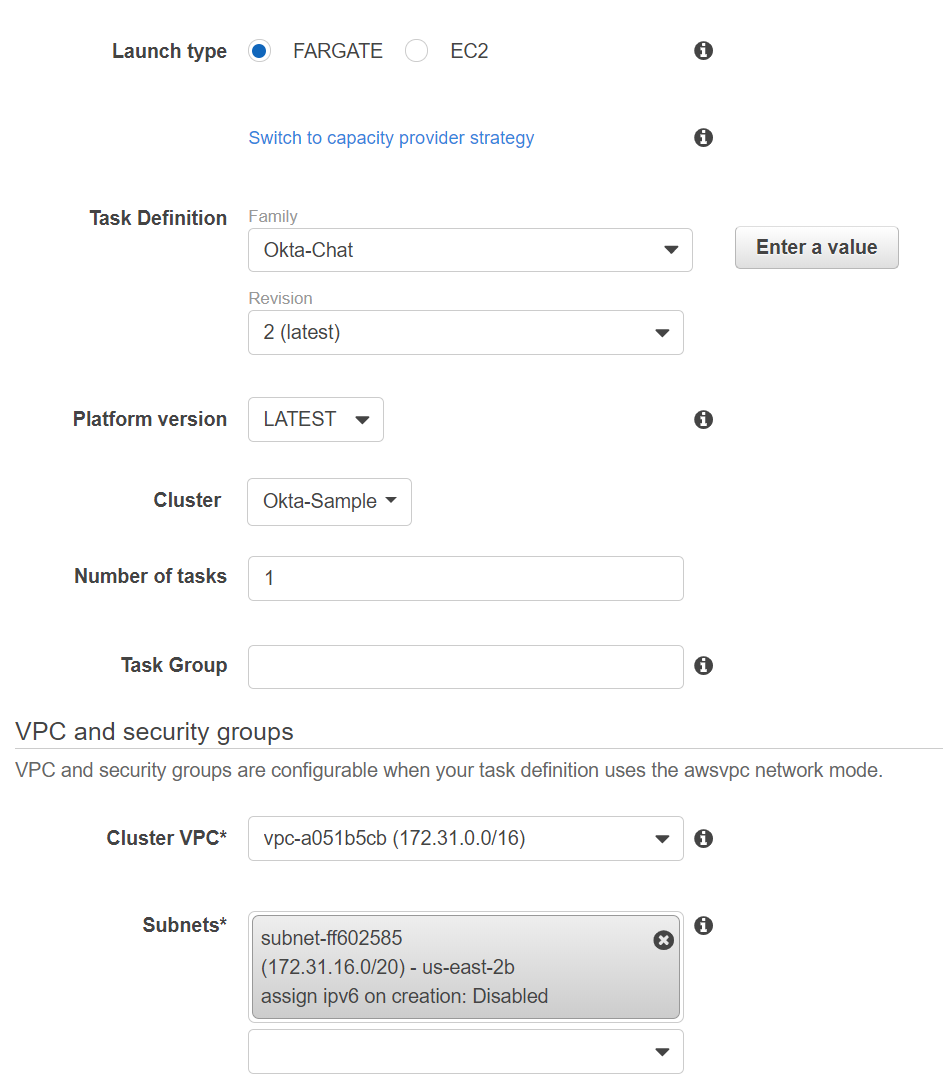 Launch type FARGATE EC2
Switch to capacity provider strategy
Task Definition
Family
Okta-Chat
Enter a value
Revision
2 (latest)
Platform version LATEST
Cluster Okta-Sample
Number of tasks 1
Task Group
VPC and security groups
VPC and security groups are configurable when your task definition uses the awsvpc network mode.
Cluster VPC* vpc-a051b5cb (172.31.0.0/16)
Subnets*
subnet-ff602585
(172.31.16.0/20) - us-east-2b
assign ipv6 on creation: Disabled